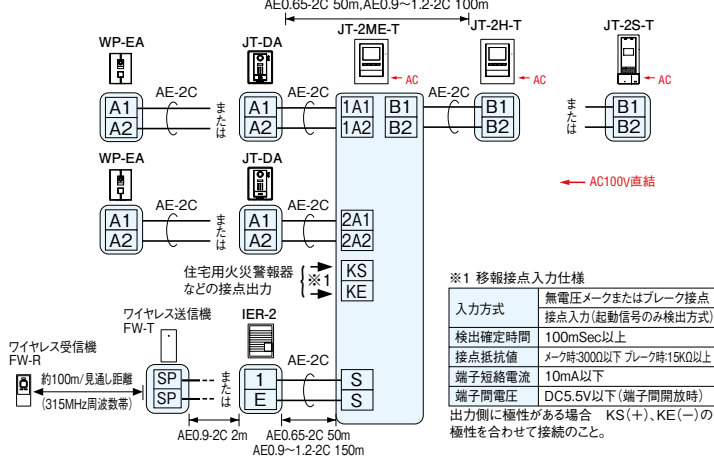 AE0.65-2C 50m,AE0.9～1.2-2C 100m
WP-EA
JT-DA
JT-2ME-T
JT-2H-T
JT-2S-T
AC
AC
AC
A1
A2
AE-2C
または
A1
A2
AE-2C
1A1
1A2
B1
B2
AE-2C
B1
B2
または
B1
B2
WP-EA
JT-DA
AC100V直結
A1
A2
AE-2C
または
A1
A2
AE-2C
2A1
2A2
住宅用火災警報器
などの接点出力
※1
KS
KE
ワイヤレス送信機
FW-T
IER-2
ワイヤレス受信機
FW-R
約100m/見通し距離
(315MHz周波数帯)
SP
SP
または
1
E
AE-2C
S
S
AE0.9-2C 2m
AE0.65-2C 50m
AE0.9～1.2-2C 150m
※1 移報接点入力仕様
入力方式
無電圧メークまたはブレーク接点
接点入力(起動信号のみ検出方式)
検出確定時間 100mSec以上
接点抵抗値 メーク時:300Ω以下 ブレーク時:15KΩ以上
端子短絡電流 10mA以下
端子間電圧 DC5.5V以下(端子間開放時)
出力側に極性がある場合 KS(+)、KE(−)の
極性を合わせて接続のこと。